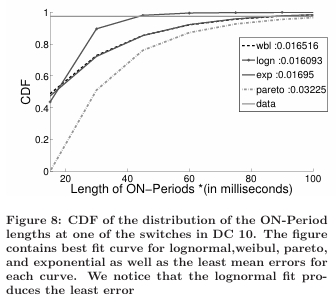 1
0.8
0.6
0.4
0.2
0
CDF
wbl :0.016516
logn :0.016093
exp :0.01695
pareto :0.03225
data
20 40 60 80 100
Length of ON−Periods *(in milliseconds)
Figure 8: CDF of the distribution of the ON-Period
lengths at one of the switches in DC 10. The figure
contains best fit curve for lognormal,weibul, pareto,
and exponential as well as the least mean errors for
each curve. We notice that the lognormal fit pro-
duces the least error